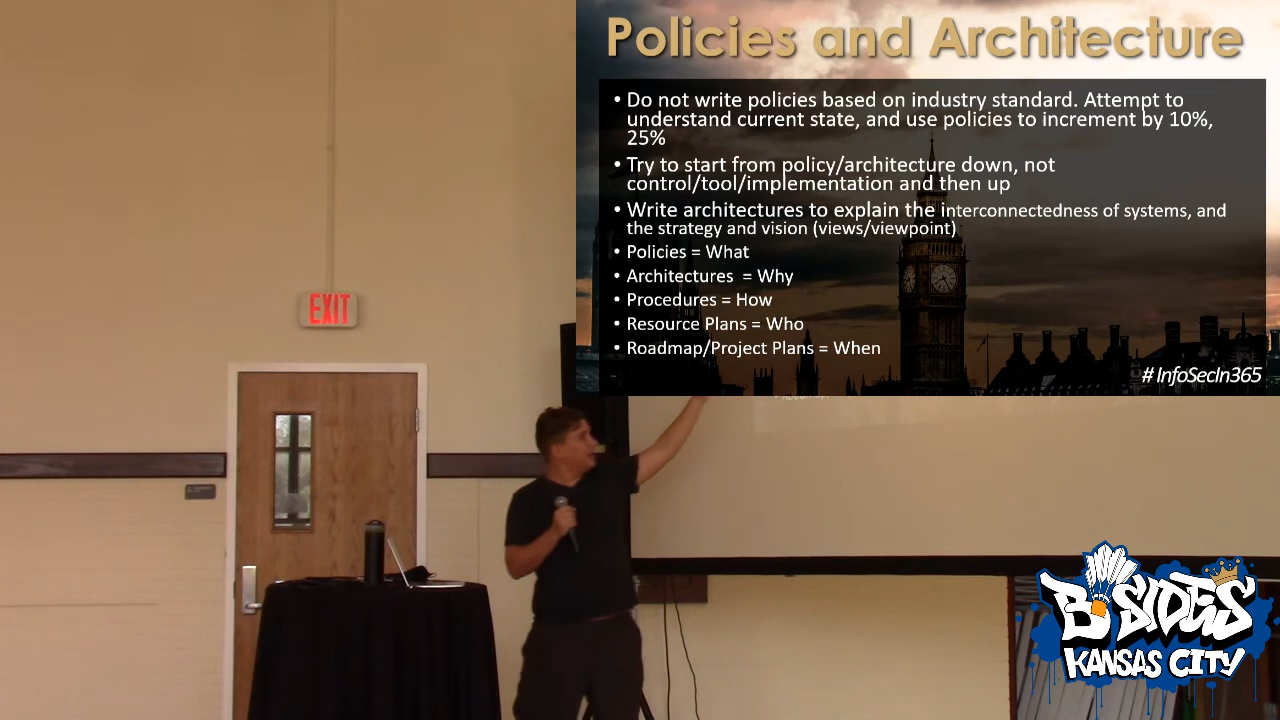 Policies and Architecture
• Do not write policies based on industry standard. Attempt to
understand current state, and use policies to increment by 10%,
25%
• Try to start from policy/architecture down, not
control/tool/implementation and then up
• Write architectures to explain the interconnectedness of systems, and
the strategy and vision (views/viewpoint)
• Policies = What
• Architectures  = Why
• Procedures = How
• Resource Plans = Who
• Roadmap/Project Plans = When
# InfoSecIn365
EXIT
B•SIDES
KANSAS CITY